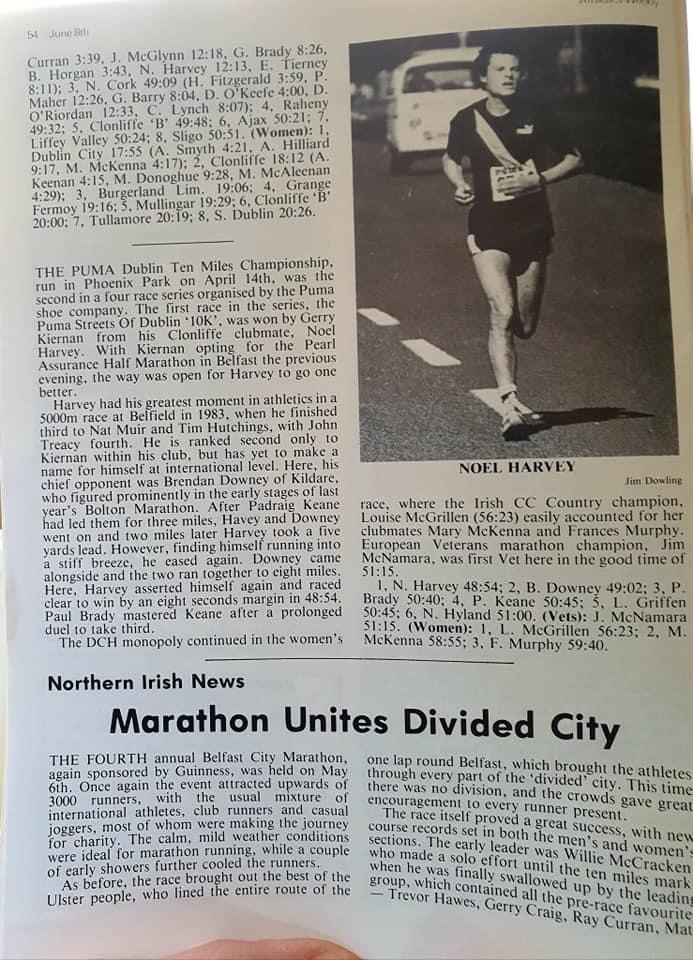 54 June 8th
Curran 3:39, J. McGlynn 12:18, G. Brady 8:26,
B. Horgan 3:43, N. Harvey 12:13, E. Tierney
8:11); 3, N. Cork 49:09 (H. Fitzgerald 3:59, P.
Maher 12:26, G. Barry 8:04, D. O'Keefe 4:00, D.
O'Riordan 12:33, C. Lynch 8:07); 4, Raheny
49:32; 5, Clonliffe 'B' 49:48; 6, Ajax 50:21; 7,
Liffey Valley 50:24; 8, Sligo 50:51. (Women): 1,
Dublin City 17:55 (A. Smyth 4:21, A. Hilliard
9:17, M. McKenna 4:17); 2, Clonliffe 18:12 (A.
Keenan 4:15, M. Donoghue 9:28, M. McAleenan
4:29); 3, Burgerland Lim. 19:06; 4, Grange
Fermoy 19:16; 5, Mullingar 19:29; 6, Clonliffe 'B'
20:00; 7, Tullamore 20:19; 8, S. Dublin 20:26.
THE PUMA Dublin Ten Miles Championship,
run in Phoenix Park on April 14th, was the
second in a four race series organised by the Puma
shoe company. The first race in the series, the
Puma Streets Of Dublin '10K', was won by Gerry
Kiernan from his Clonliffe clubmate, Noel
Harvey. With Kiernan opting for the Pearl
Assurance Half Marathon in Belfast the previous
evening, the way was open for Harvey to go one
better.
Harvey had his greatest moment in athletics in a
5000m race at Belfield in 1983, when he finished
third to Nat Muir and Tim Hutchings, with John
Treacy fourth. He is ranked second only to
Kiernan within his club, but has yet to make a
name for himself at international level. Here, his
chief opponent was Brendan Downey of Kildare,
who figured prominently in the early stages of last
year's Bolton Marathon. After Padraig Keane
had led them for three miles, Havey and Downey
went on and two miles later Harvey took a five
yards lead. However, finding himself running into
a stiff breeze, he eased again. Downey came
alongside and the two ran together to eight miles.
Here, Harvey asserted himself again and raced
clear to win by an eight seconds margin in 48:54.
Paul Brady mastered Keane after a prolonged
duel to take third.
The DCH monopoly continued in the women's
NOEL HARVEY
Jim Dowling
race, where the Irish CC Country champion,
Louise McGrillen (56:23) easily accounted for her
clubmates Mary McKenna and Frances Murphy.
European Veterans marathon champion, Jim
McNamara, was first Vet here in the good time of
51:15.
1, N. Harvey 48:54; 2, B. Downey 49:02; 3, P.
Brady 50:40; 4, P. Keane 50:45; 5, L. Griffen
50:45; 6, N. Hyland 51:00. (Vets): J. McNamara
51:15. (Women): 1, L. McGrillen 56:23; 2, M.
McKenna 58:55; 3, F. Murphy 59:40.
Northern Irish News
Marathon Unites Divided City
THE FOURTH annual Belfast City Marathon,
again sponsored by Guinness, was held on May
6th. Once again the event attracted upwards of
3000 runners, with the usual mixture of
international athletes, club runners and casual
joggers, most of whom were making the journey
for charity. The calm, mild weather conditions
were ideal for marathon running, while a couple
of early showers further cooled the runners.
As before, the race brought out the best of the
Ulster people, who lined the entire route of the
one lap round Belfast, which brought the athletes
through every part of the 'divided' city. This time
there was no division, and the crowds gave great
encouragement to every runner present.
The race itself proved a great success, with new
course records set in both the men's and women's
sections. The early leader was Willie McCracken
who made a solo effort until the ten miles mark
when he was finally swallowed up by the leading
group, which contained all the pre-race favourite
— Trevor Hawes, Gerry Craig, Ray Curran, Mat